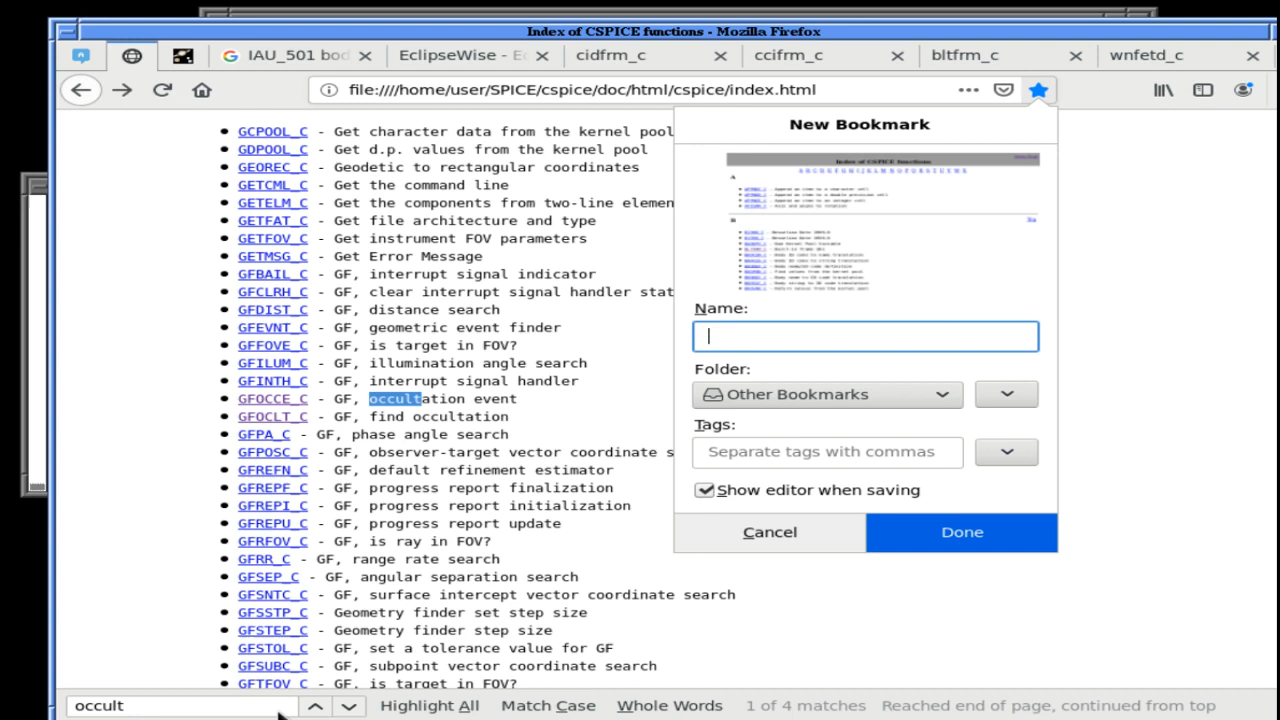 Index of CSPICE functions - Mozilla Firefox
IAU_501 bod
EclipseWise - Ec
cidfrm_c
ccifrm_c
bltfrm_c
wnfetd_c
file:////home/user/SPICE/cspice/doc/html/cspice/index.html
GCPOOL_C - Get character data from the kernel pool
GDPOOL_C - Get d.p. values from the kernel pool
GEOREC_C - Geodetic to rectangular coordinates
GETCML_C - Get the command line
GETELM_C - Get the components from two-line elemen
GETFAT_C - Get file architecture and type
GETFOV_C - Get instrument FOV parameters
GETMSG_C - Get Error Message
GFBAIL_C - GF, interrupt signal indicator
GFCLRH_C - GF, clear interrupt signal handler stat
GFDIST_C - GF, distance search
GFEVNT_C - GF, geometric event finder
GFFOVE_C - GF, is target in FOV?
GFILUM_C - GF, illumination angle search
GFINTH_C - GF, interrupt signal handler
GFOCCE_C - GF, occultation event
GFOCLT_C - GF, find occultation
GFPA_C - GF, phase angle search
GFPOSC_C - GF, observer-target vector coordinate s
GFREFN_C - GF, default refinement estimator
GFREPF_C - GF, progress report finalization
GFREPI_C - GF, progress report initialization
GFREPU_C - GF, progress report update
GFRFOV_C - GF, is ray in FOV?
GFRR_C - GF, range rate search
GFSEP_C - GF, angular separation search
GFSNTC_C - GF, surface intercept vector coordinate search
GFSSTP_C - Geometry finder set step size
GFSTEP_C - Geometry finder step size
GFSTOL_C - GF, set a tolerance value for GF
GFSUBC_C - GF, subpoint vector coordinate search
GFTFOV_C - GF, is target in FOV?
New Bookmark
Index of CSPICE functions
Name:
Folder:
Other Bookmarks
Tags:
Separate tags with commas
Show editor when saving
Cancel
Done
occult
Highlight All
Match Case
Whole Words
1 of 4 matches
Reached end of page, continued from top